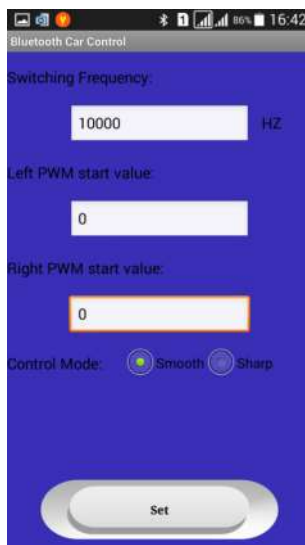 86% 16:42
Bluetooth Car Control
Switching Frequency:
10000 HZ
Left PWM start value:
0
Right PWM start value:
0
Control Mode: Smooth Sharp
Set